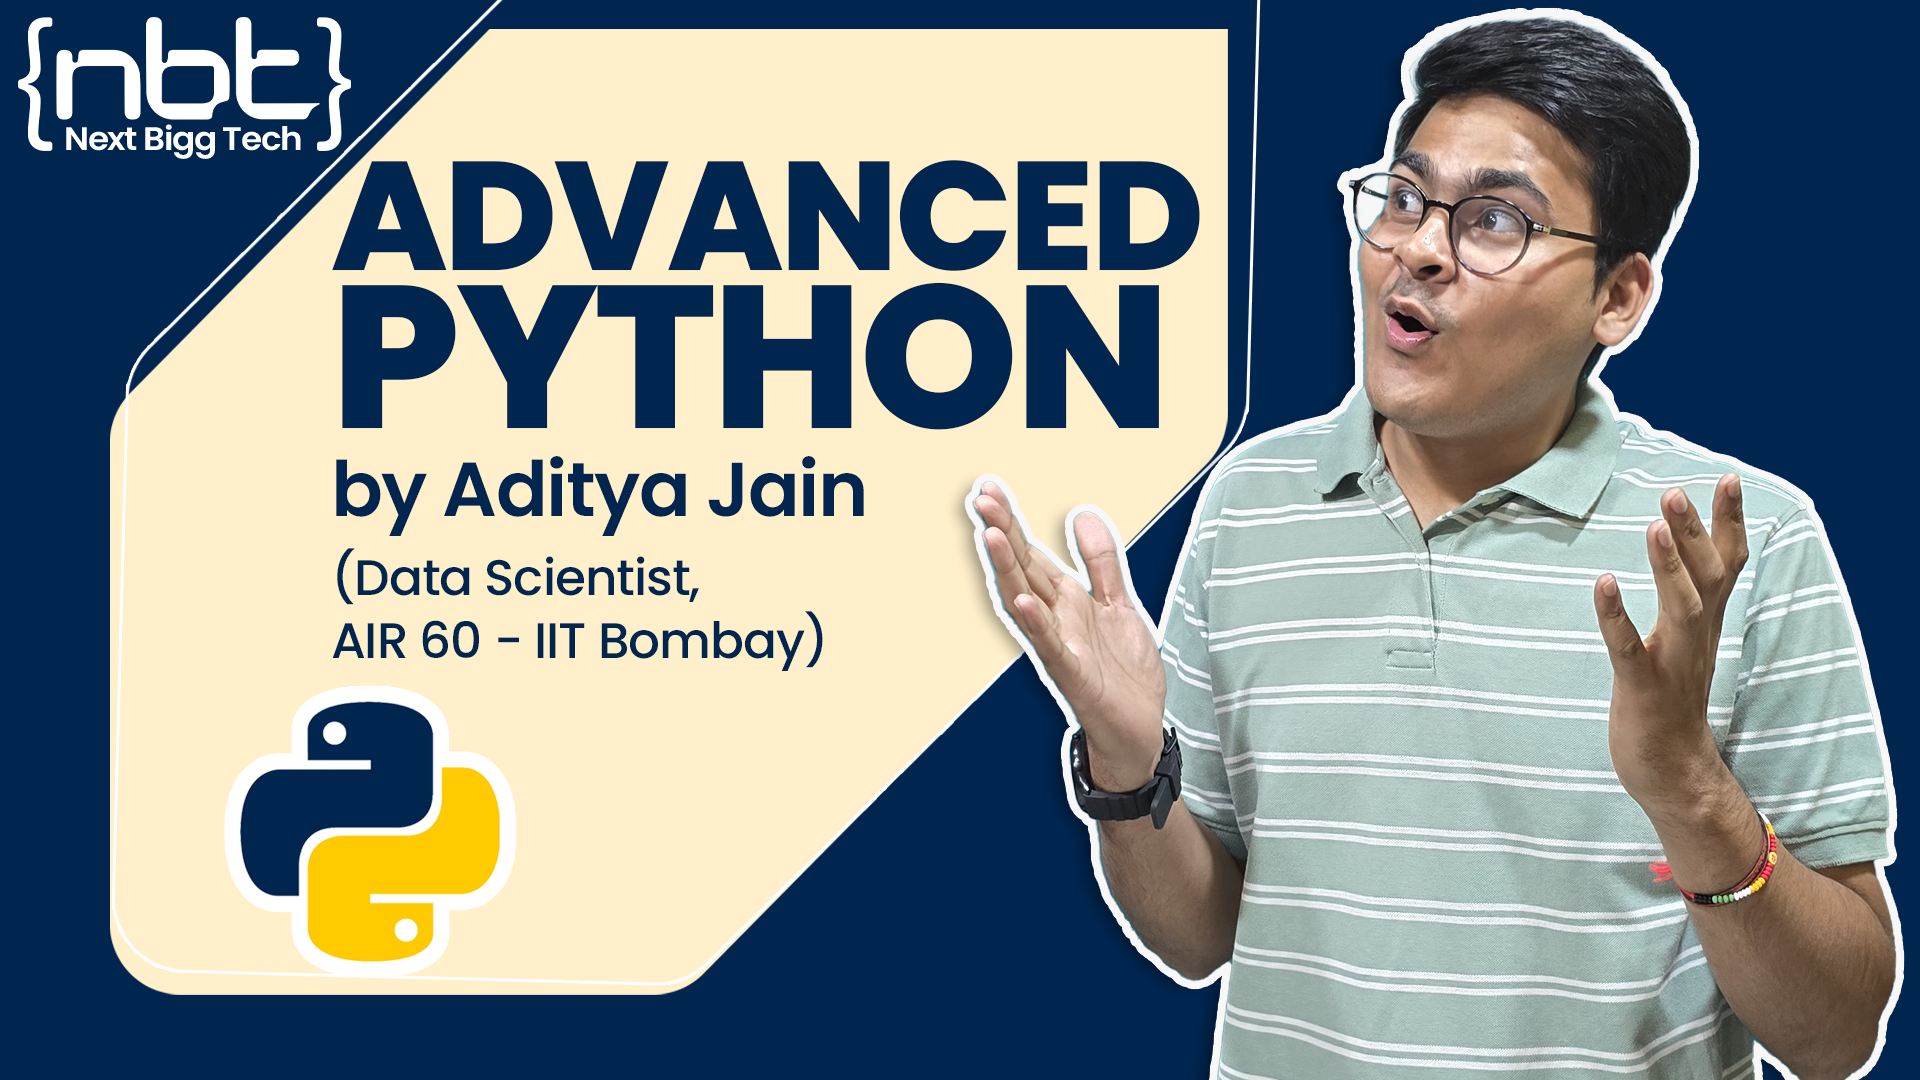 {nbt}
Next Bigg Tech
ADVANCED
PYTHON
by Aditya Jain
(Data Scientist,
AIR 60 - IIT Bombay)